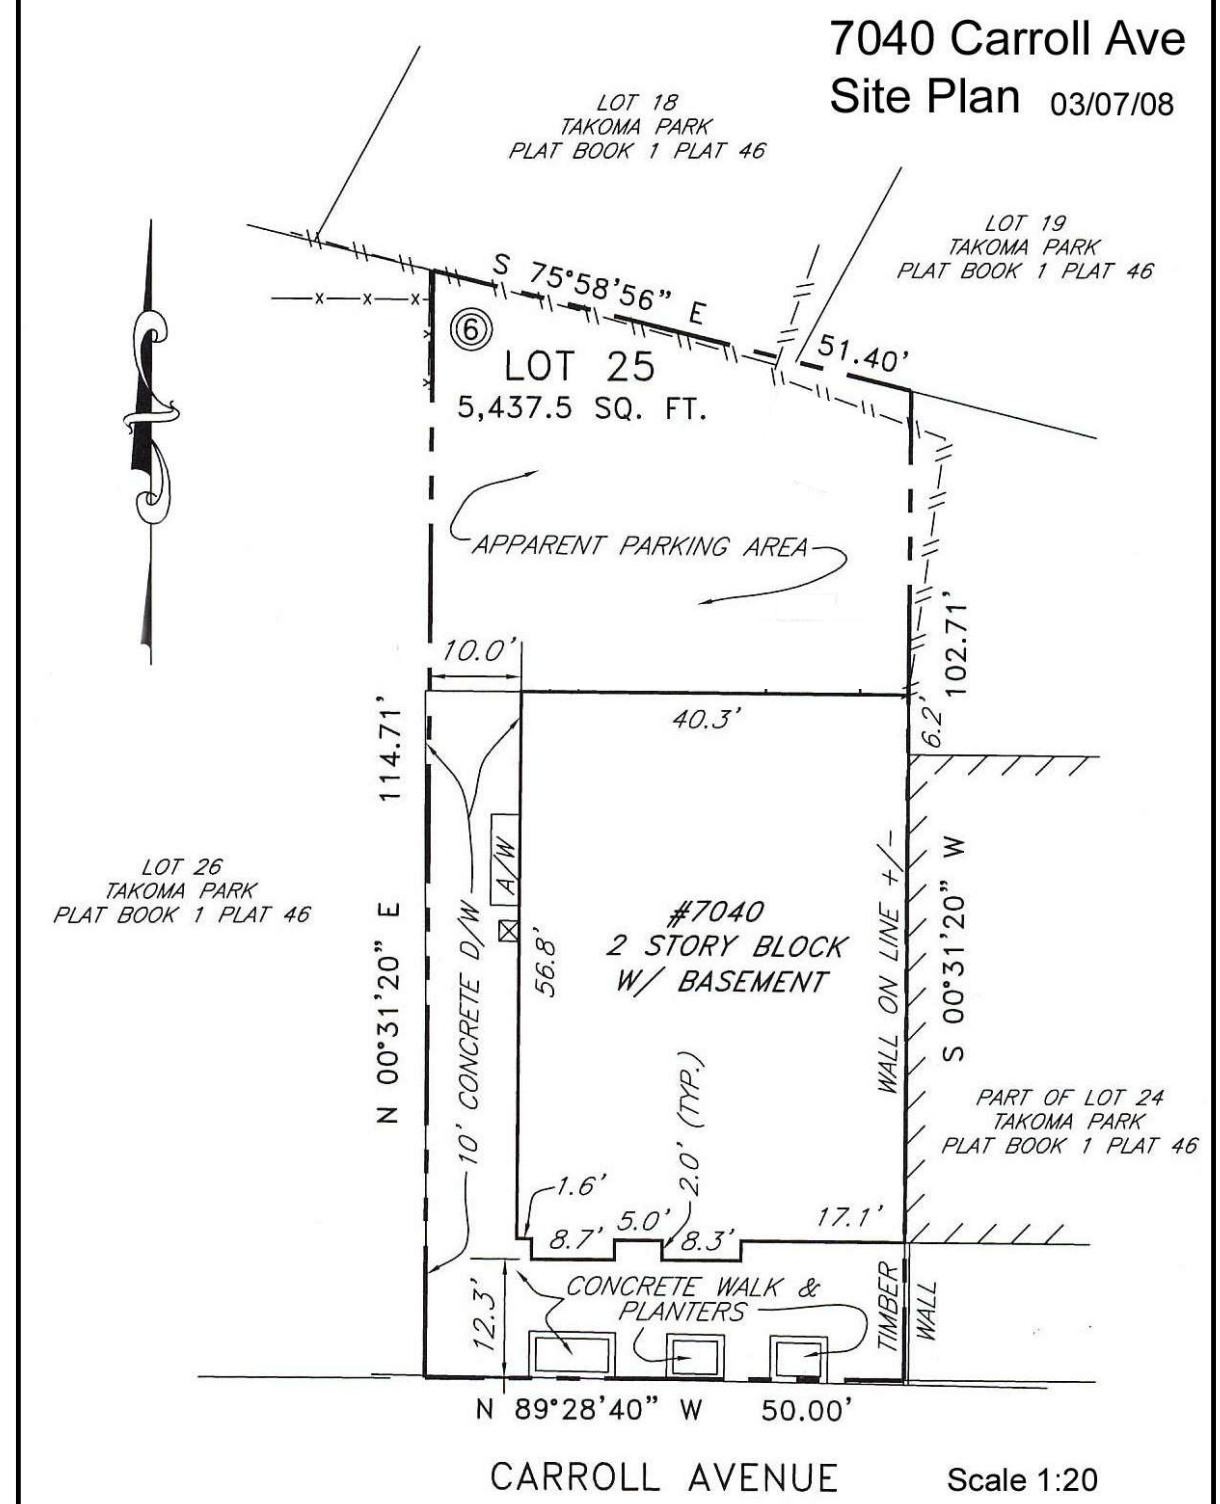 7040 Carroll Ave
Site Plan 03/07/08
LOT 18
TAKOMA PARK
PLAT BOOK 1 PLAT 46
LOT 19
TAKOMA PARK
PLAT BOOK 1 PLAT 46
S 75°58'56" E
51.40'
6
LOT 25
5,437.5 SQ. FT.
APPARENT PARKING AREA
10.0'
102.71'
40.3'
6.2'
114.71'
A/W
WALL ON LINE +/-
S 00°31'20" W
LOT 26
TAKOMA PARK
PLAT BOOK 1 PLAT 46
N 00°31'20" E
10' CONCRETE D/W
56.8'
#7040
2 STORY BLOCK
W/ BASEMENT
2.0' (TYP.)
PART OF LOT 24
TAKOMA PARK
PLAT BOOK 1 PLAT 46
1.6'
8.7'
5.0'
8.3'
17.1'
12.3'
CONCRETE WALK &
PLANTERS
TIMBER
WALL
N 89°28'40" W 50.00'
CARROLL AVENUE
Scale 1:20